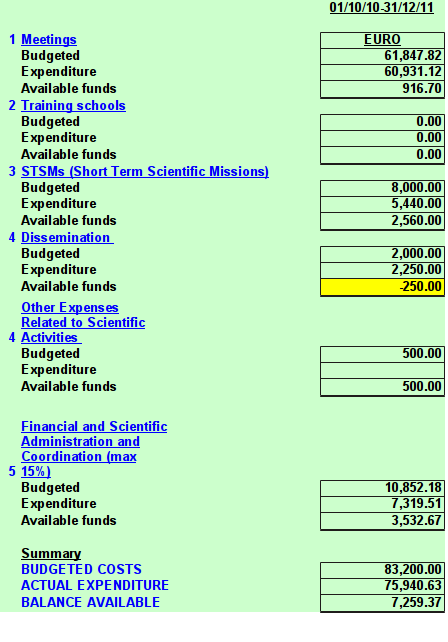 01/10/10-31/12/11
1 Meetings EURO
Budgeted 61,847.82
Expenditure 60,931.12
Available funds 916.70
2 Training schools
Budgeted 0.00
Expenditure 0.00
Available funds 0.00
3 STSMs (Short Term Scientific Missions)
Budgeted 8,000.00
Expenditure 5,440.00
Available funds 2,560.00
4 Dissemination
Budgeted 2,000.00
Expenditure 2,250.00
Available funds -250.00
Other Expenses
Related to Scientific
4 Activities
Budgeted 500.00
Expenditure
Available funds 500.00
Financial and Scientific
Administration and
Coordination (max
5 15%)
Budgeted 10,852.18
Expenditure 7,319.51
Available funds 3,532.67
Summary
BUDGETED COSTS 83,200.00
ACTUAL EXPENDITURE 75,940.63
BALANCE AVAILABLE 7,259.37